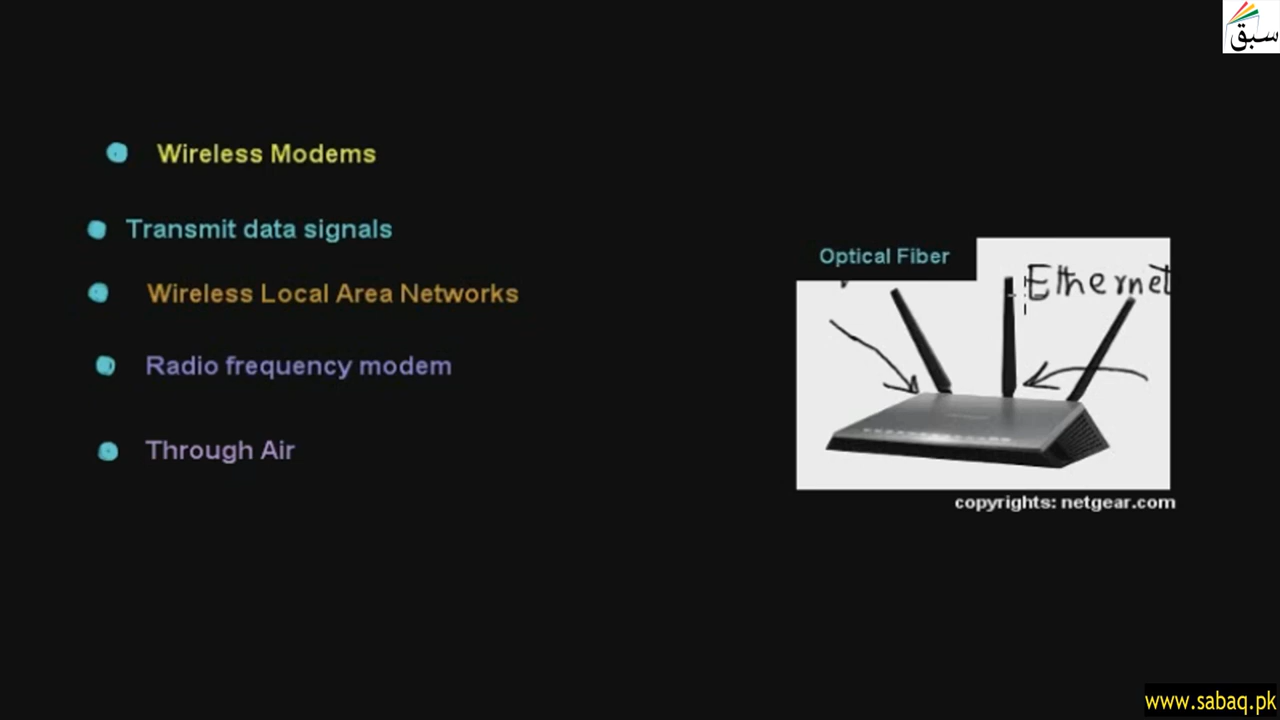 سبق
Wireless Modems
Transmit data signals
Wireless Local Area Networks
Radio frequency modem
Through Air
Optical Fiber
Ethernet
copyrights: netgear.com
www.sabaq.pk